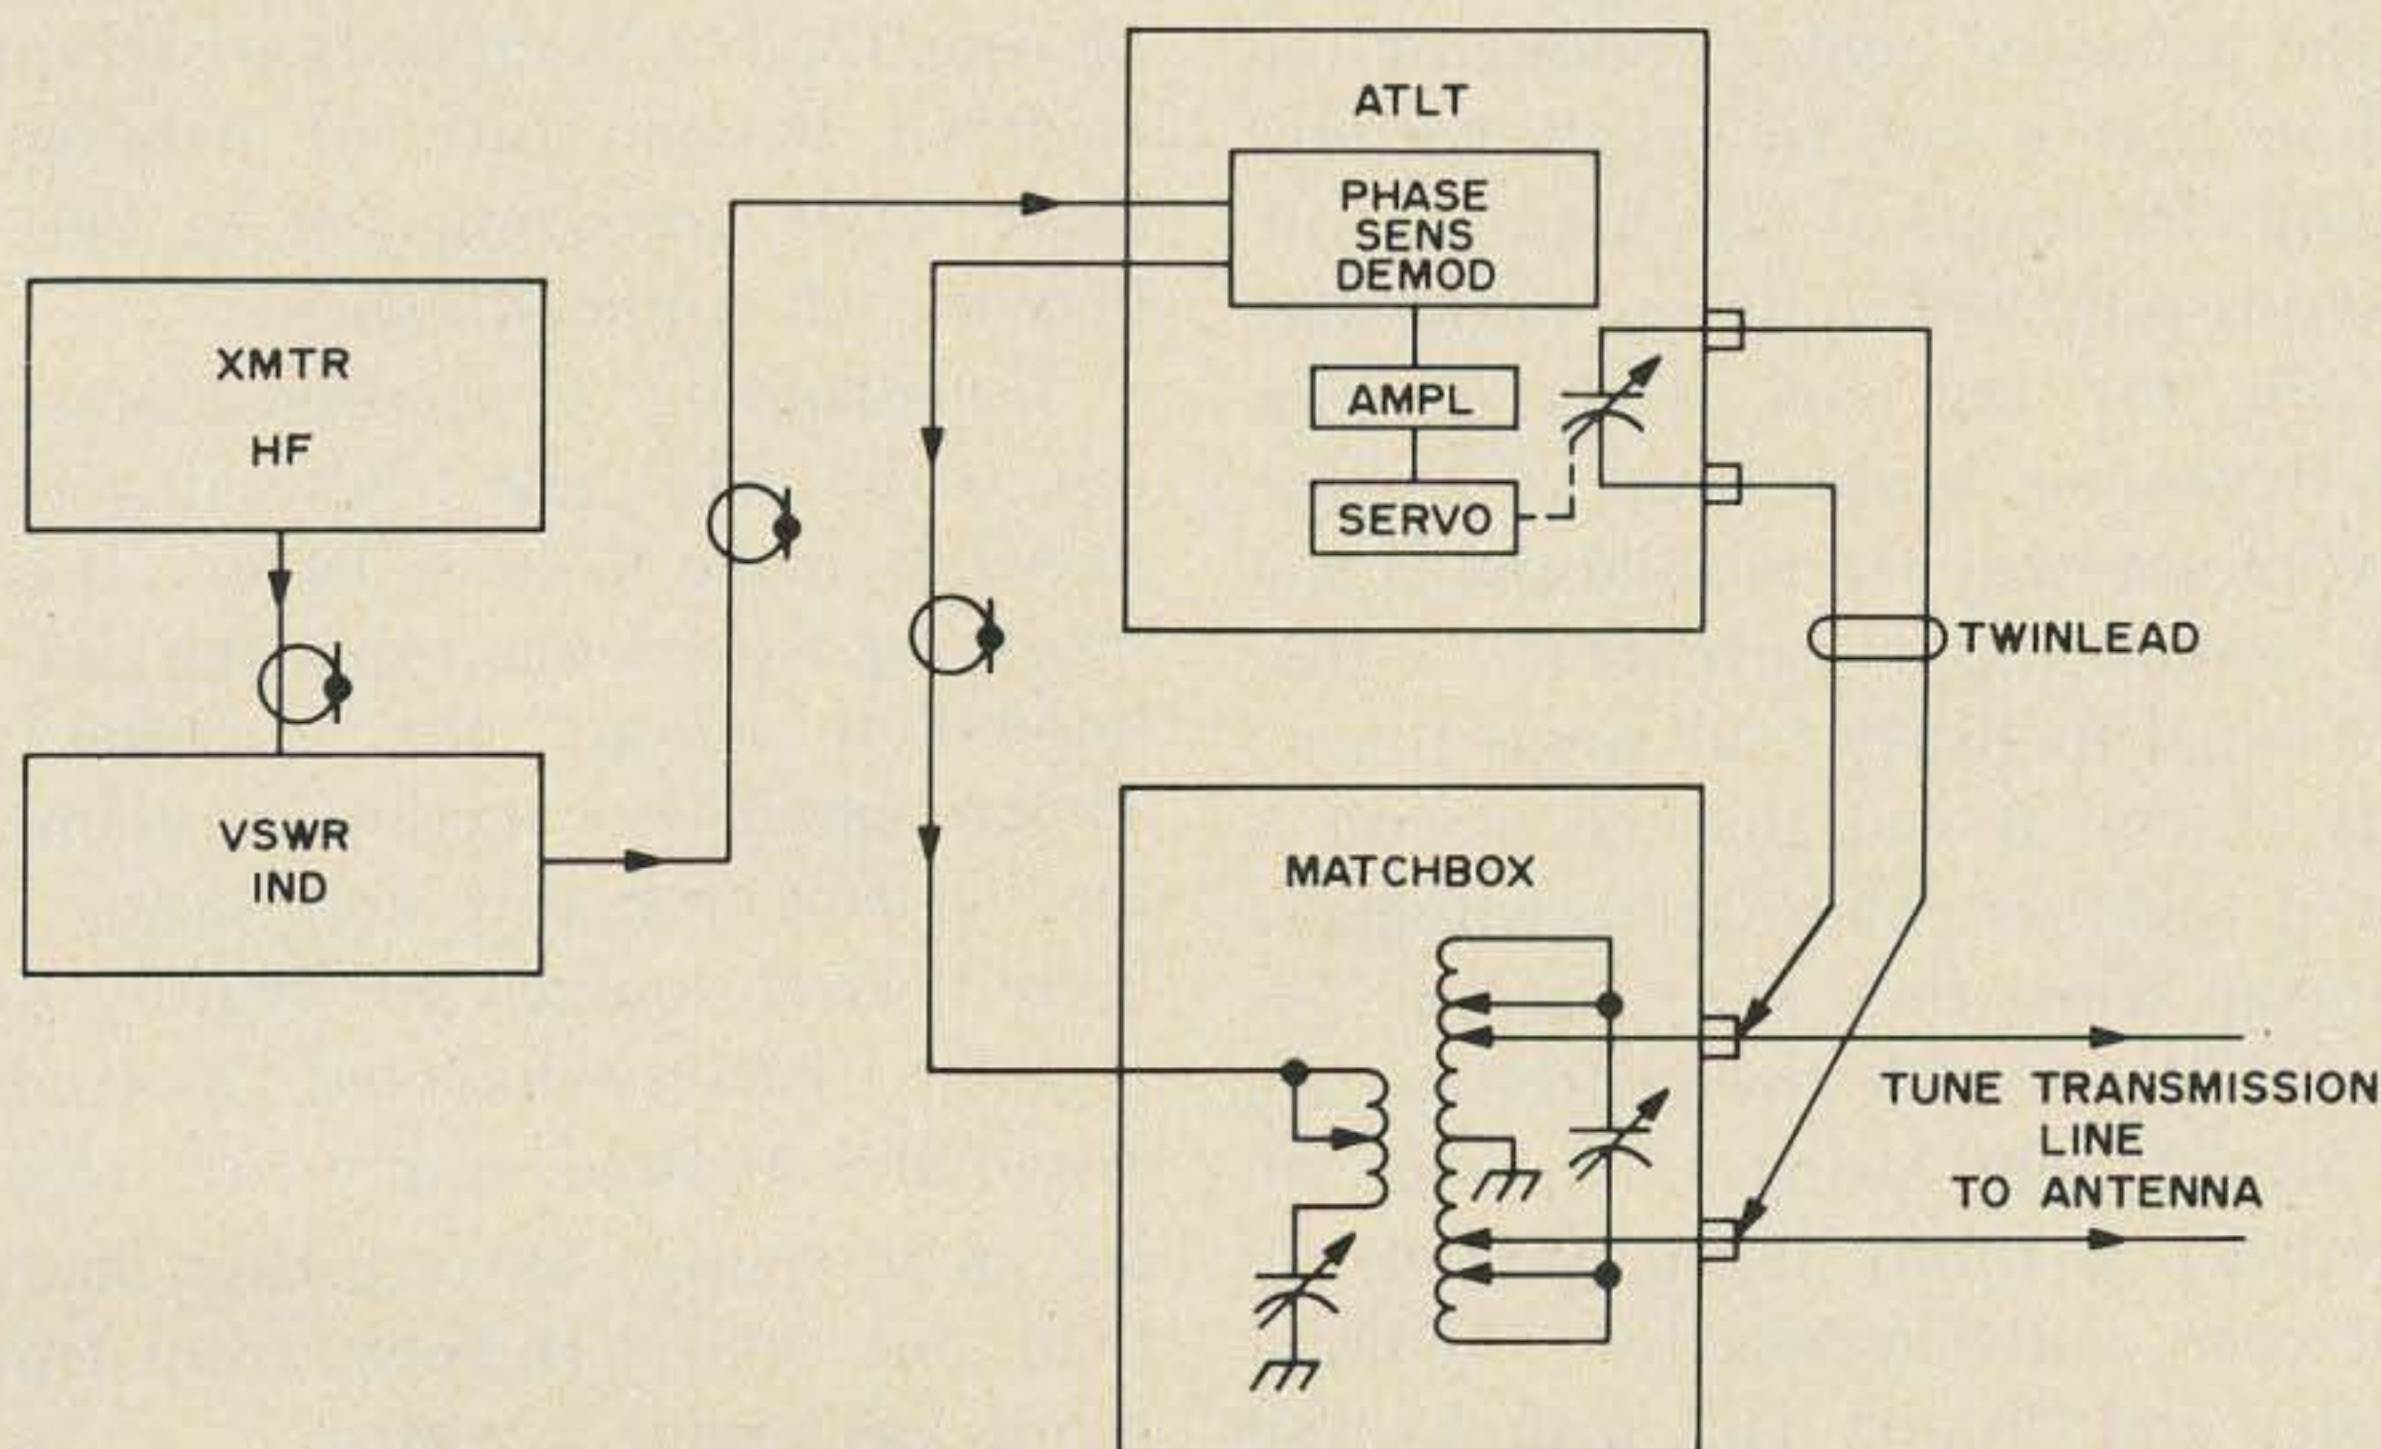 ATLT
PHASE
SENS
DEMOD
XMTR
HF
AMPL
SERVO
TWINLEAD
VSWR
IND
MATCHBOX
TUNE TRANSMISSION
LINE
TO ANTENNA